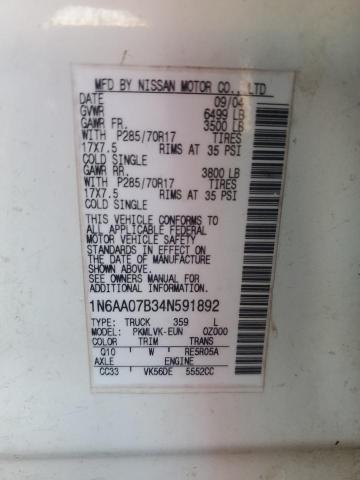 MFD BY NISSAN MOTOR CO., LTD
DATE 09/04
GVWR 6499 LB
GAWR FR. 3500 LB
WITH P285/70R17 TIRES
17X7.5 RIMS AT 35 PSI
COLD SINGLE
GAWR RR. 3800 LB
WITH P285/70R17 TIRES
17X7.5 RIMS AT 35 PSI
COLD SINGLE
THIS VEHICLE CONFORMS TO
ALL APPLICABLE FEDERAL
MOTOR VEHICLE SAFETY
STANDARDS IN EFFECT ON
THE DATE OF MANUFACTURE
SHOWN ABOVE.
SEE OWNERS MANUAL FOR
ADDITIONAL INFORMATION.
1N6AA07B34N591892
TYPE: TRUCK 359 L
MODEL: PKMLVK-EUN 0Z000
COLOR TRIM TRANS
Q10 W RE5R05A
AXLE ENGINE
CC33 VK56DE 5552CC